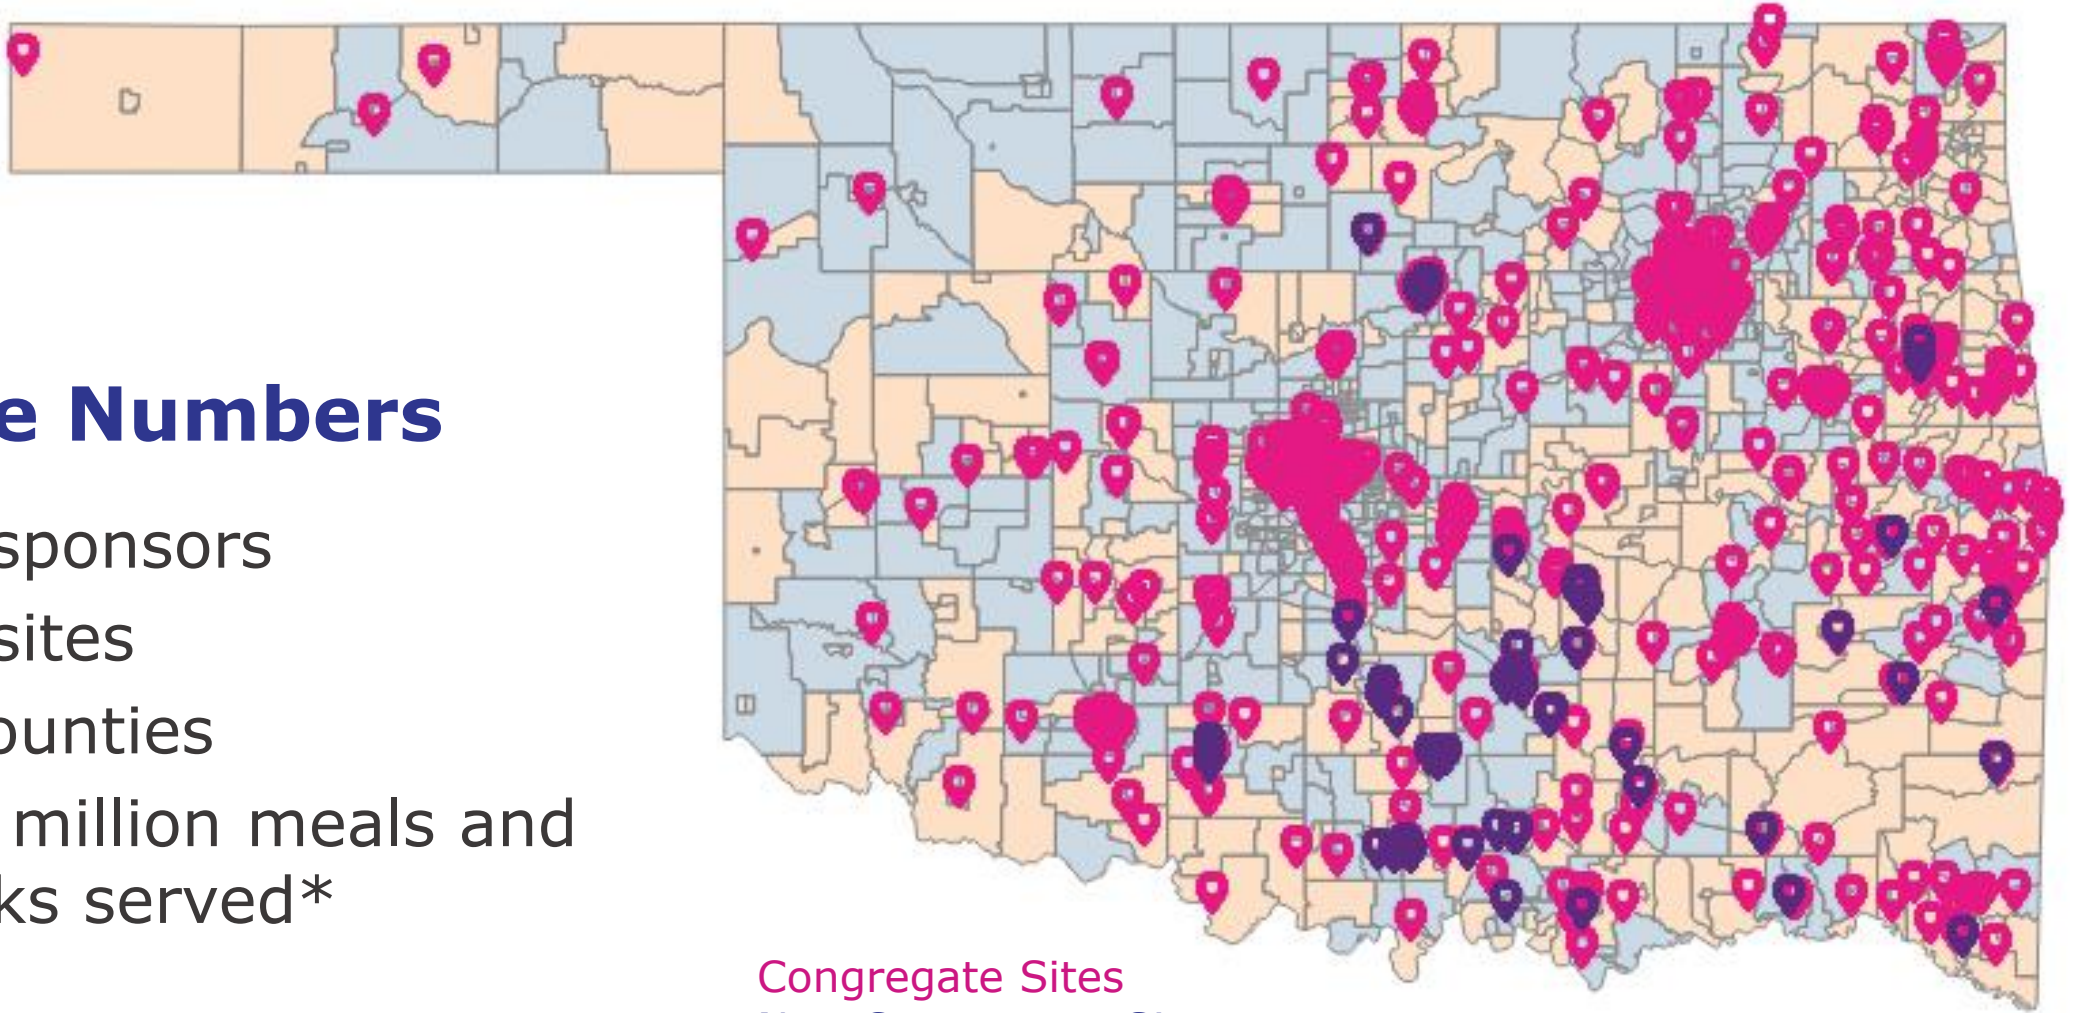 e Numbers
sponsors
sites
ounties
million meals and
ks served*
Congregate Sites